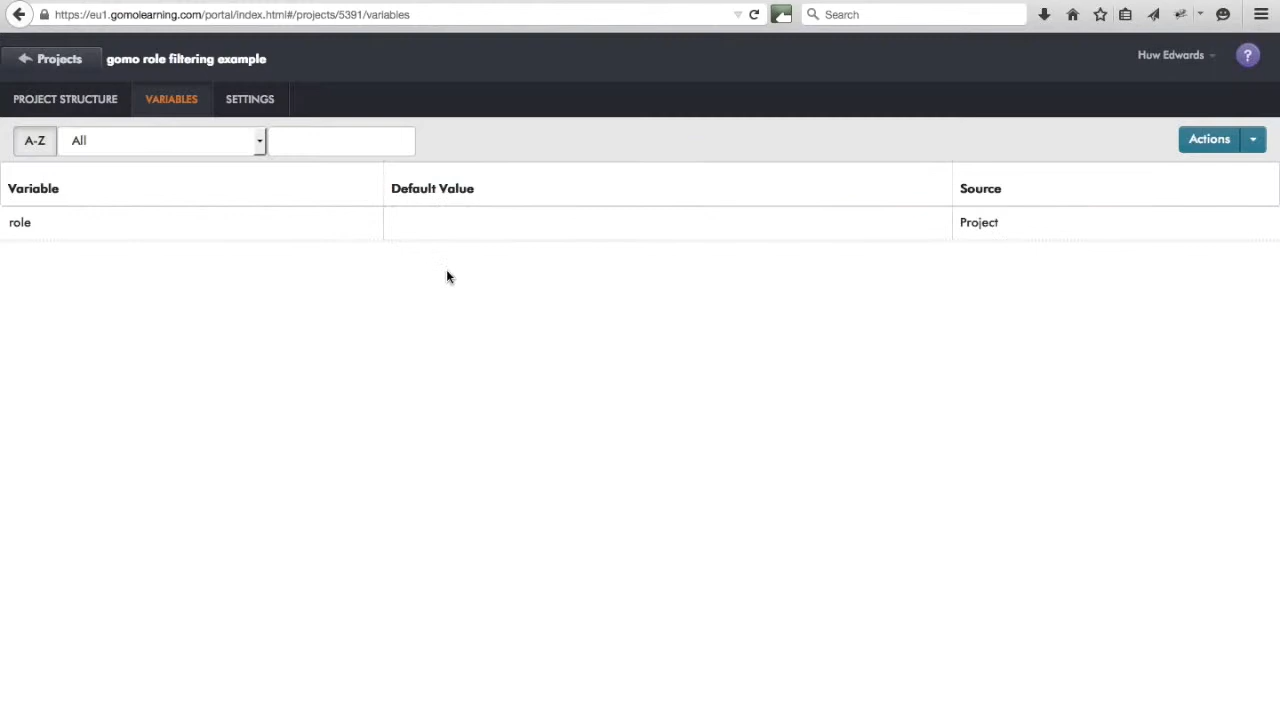 https://eu1.gomolearning.com/portal/index.html#/projects/5391/variables
Search
Projects
gomo role filtering example
Huw Edwards
?
PROJECT STRUCTURE
VARIABLES
SETTINGS
A-Z
All
Actions
Variable
Default Value
Source
role
Project